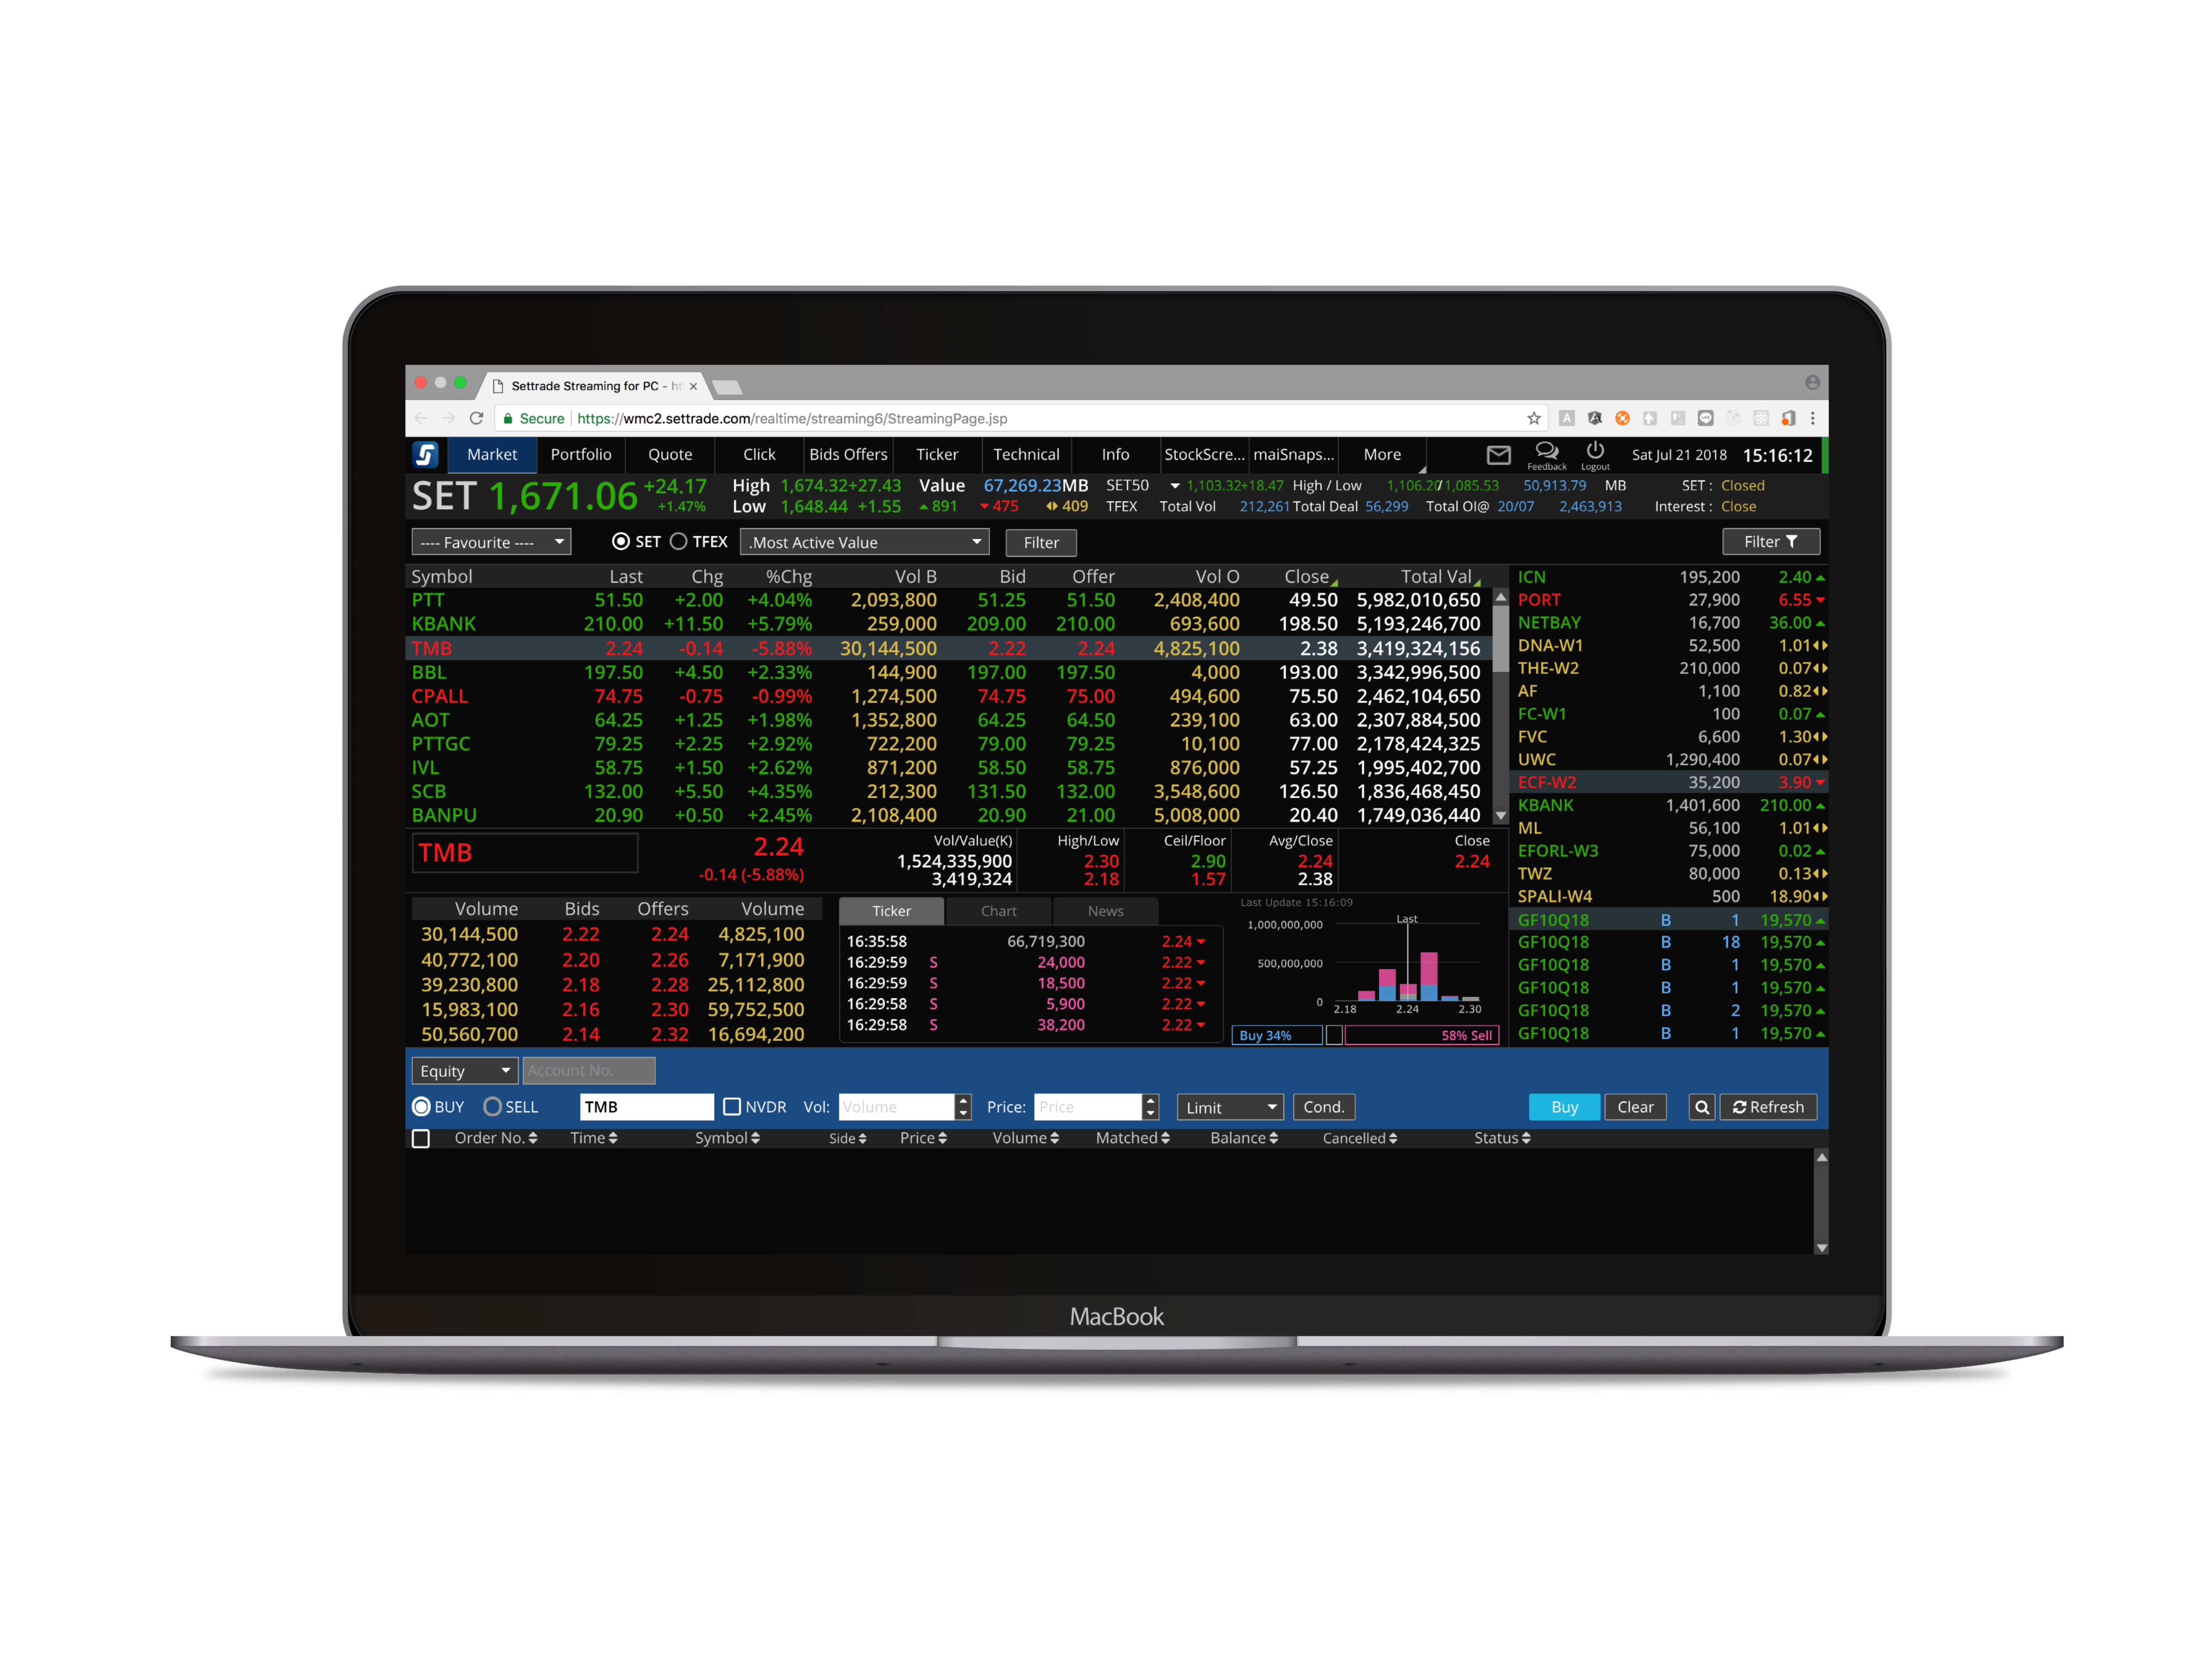 Settrade Streaming for PC - ht
Secure https://wmc2.settrade.com/realtime/streaming6/StreamingPage.jsp
Market Portfolio Quote Click Bids Offers Ticker Technical Info StockScre... maiSnaps... More Feedback Logout Sat Jul 21 2018 15:16:12
SET 1,671.06 +24.17 +1.47%
High 1,674.32 +27.43 Value 67,269.23 MB SET50 1,103.32 +18.47 High / Low 1,106.20 / 1,085.53 50,913.79 MB SET : Closed
Low 1,648.44 +1.55 891 475 409 TFEX Total Vol 212,261 Total Deal 56,299 Total OI@ 20/07 2,463,913 Interest : Close
---- Favourite ---- SET TFEX .Most Active Value Filter Filter
Symbol Last Chg %Chg Vol B Bid Offer Vol O Close Total Val
PTT 51.50 +2.00 +4.04% 2,093,800 51.25 51.50 2,408,400 49.50 5,982,010,650
KBANK 210.00 +11.50 +5.79% 259,000 209.00 210.00 693,600 198.50 5,193,246,700
TMB 2.24 -0.14 -5.88% 30,144,500 2.22 2.24 4,825,100 2.38 3,419,324,156
BBL 197.50 +4.50 +2.33% 144,900 197.00 197.50 4,000 193.00 3,342,996,500
CPALL 74.75 -0.75 -0.99% 1,274,500 74.75 75.00 494,600 75.50 2,462,104,650
AOT 64.25 +1.25 +1.98% 1,352,800 64.25 64.50 239,100 63.00 2,307,884,500
PTTGC 79.25 +2.25 +2.92% 722,200 79.00 79.25 10,100 77.00 2,178,424,325
IVL 58.75 +1.50 +2.62% 871,200 58.50 58.75 876,000 57.25 1,995,402,700
SCB 132.00 +5.50 +4.35% 212,300 131.50 132.00 3,548,600 126.50 1,836,468,450
BANPU 20.90 +0.50 +2.45% 2,108,400 20.90 21.00 5,008,000 20.40 1,749,036,440
ICN 195,200 2.40
PORT 27,900 6.55
NETBAY 16,700 36.00
DNA-W1 52,500 1.01
THE-W2 210,000 0.07
AF 1,100 0.82
FC-W1 100 0.07
FVC 6,600 1.30
UWC 1,290,400 0.07
ECF-W2 35,200 3.90
KBANK 1,401,600 210.00
ML 56,100 1.01
EFORL-W3 75,000 0.02
TWZ 80,000 0.13
SPALI-W4 500 18.90
GF10Q18 B 1 19,570
GF10Q18 B 18 19,570
GF10Q18 B 1 19,570
GF10Q18 B 1 19,570
GF10Q18 B 2 19,570
GF10Q18 B 1 19,570
TMB 2.24
-0.14 (-5.88%)
Vol/Value(K) High/Low Ceil/Floor Avg/Close Close
1,524,335,900 2.30 2.90 2.24 2.24
3,419,324 2.18 1.57 2.38
Volume Bids Offers Volume
30,144,500 2.22 2.24 4,825,100
40,772,100 2.20 2.26 7,171,900
39,230,800 2.18 2.28 25,112,800
15,983,100 2.16 2.30 59,752,500
50,560,700 2.14 2.32 16,694,200
Ticker Chart News
16:35:58 66,719,300 2.24
16:29:59 S 24,000 2.22
16:29:59 S 18,500 2.22
16:29:58 S 5,900 2.22
16:29:58 S 38,200 2.22
Last Update 15:16:09
Last
1,000,000,000
500,000,000
0
2.18 2.24 2.30
Buy 34% 58% Sell
Equity Account No.
BUY SELL TMB NVDR Vol: Volume Price: Price Limit Cond. Buy Clear Refresh
Order No. Time Symbol Side Price Volume Matched Balance Cancelled Status
MacBook